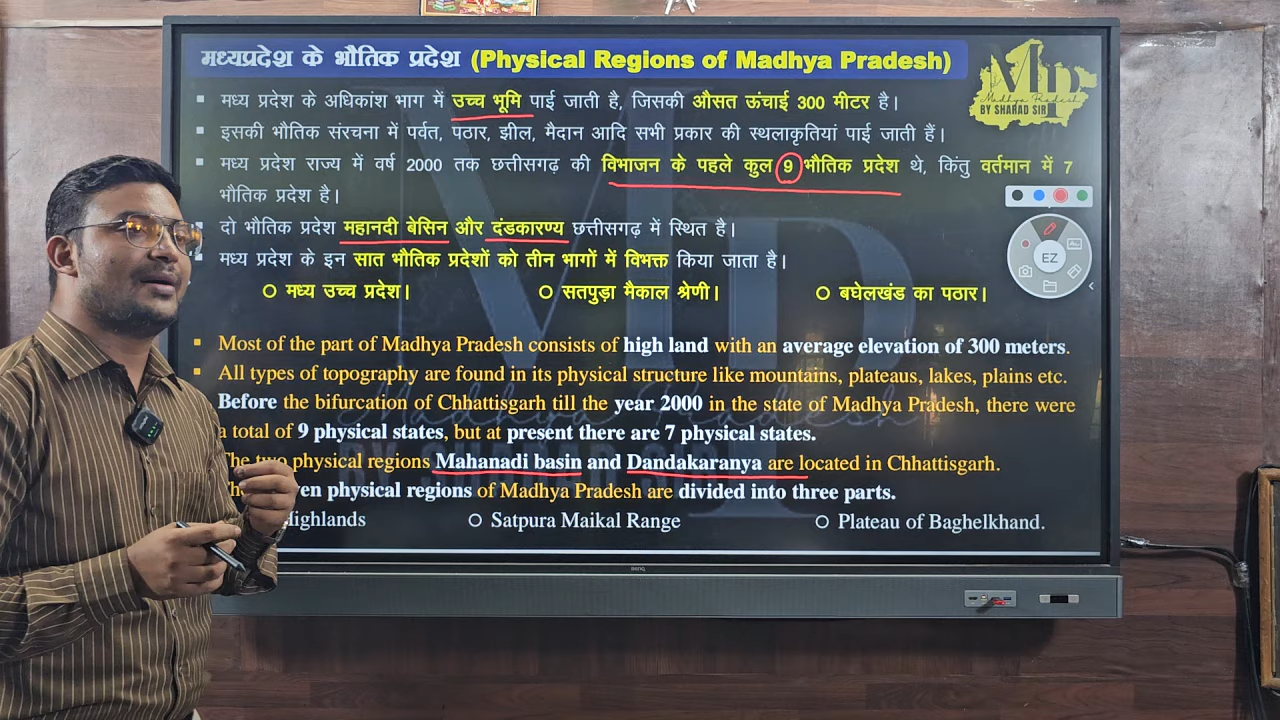 मध्यप्रदेश के भौतिक प्रदेश (Physical Regions of Madhya Pradesh)
MP
Madhya Pradesh
BY SHARAD SIR
▪ मध्य प्रदेश के अधिकांश भाग में उच्च भूमि पाई जाती है, जिसकी औसत ऊंचाई 300 मीटर है।
▪ इसकी भौतिक संरचना में पर्वत, पठार, झील, मैदान आदि सभी प्रकार की स्थलाकृतियां पाई जाती हैं।
▪ मध्य प्रदेश राज्य में वर्ष 2000 तक छत्तीसगढ़ की विभाजन के पहले कुल 9 भौतिक प्रदेश थे, किंतु वर्तमान में 7
भौतिक प्रदेश है।
▪ दो भौतिक प्रदेश महानदी बेसिन और दंडकारण्य छत्तीसगढ़ में स्थित है।
▪ मध्य प्रदेश के इन सात भौतिक प्रदेशों को तीन भागों में विभक्त किया जाता है।
○ मध्य उच्च प्रदेश। ○ सतपुड़ा मैकाल श्रेणी। ○ बघेलखंड का पठार।
EZ
▪ Most of the part of Madhya Pradesh consists of high land with an average elevation of 300 meters.
▪ All types of topography are found in its physical structure like mountains, plateaus, lakes, plains etc.
Before the bifurcation of Chhattisgarh till the year 2000 in the state of Madhya Pradesh, there were
a total of 9 physical states, but at present there are 7 physical states.
The two physical regions Mahanadi basin and Dandakaranya are located in Chhattisgarh.
physical regions of Madhya Pradesh are divided into three parts.
Highlands ○ Satpura Maikal Range ○ Plateau of Baghelkhand.
BenQ